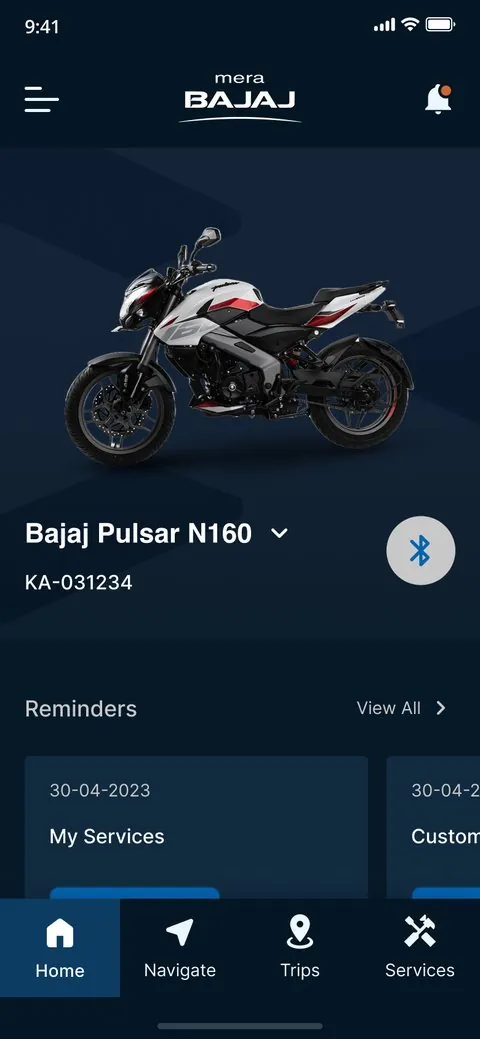 9:41
mera
BAJAJ
Bajaj Pulsar N160
KA-031234
Reminders
View All
30-04-2023
30-04-2
My Services
Custom
Home
Navigate
Trips
Services